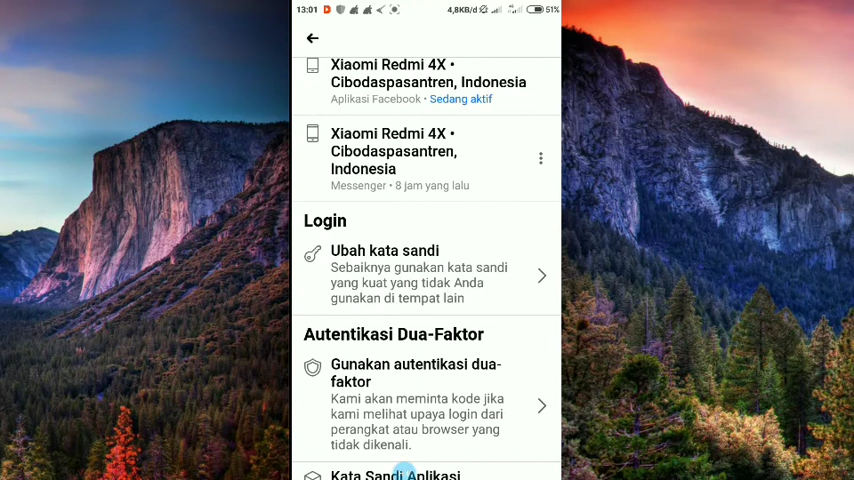 13:01 4,8KB/d 51%
Xiaomi Redmi 4X •
Cibodaspasantren, Indonesia
Aplikasi Facebook • Sedang aktif
Xiaomi Redmi 4X •
Cibodaspasantren,
Indonesia
Messenger • 8 jam yang lalu
Login
Ubah kata sandi
Sebaiknya gunakan kata sandi
yang kuat yang tidak Anda
gunakan di tempat lain
Autentikasi Dua-Faktor
Gunakan autentikasi dua-
faktor
Kami akan meminta kode jika
kami melihat upaya login dari
perangkat atau browser yang
tidak dikenali.
Kata Sandi Aplikasi